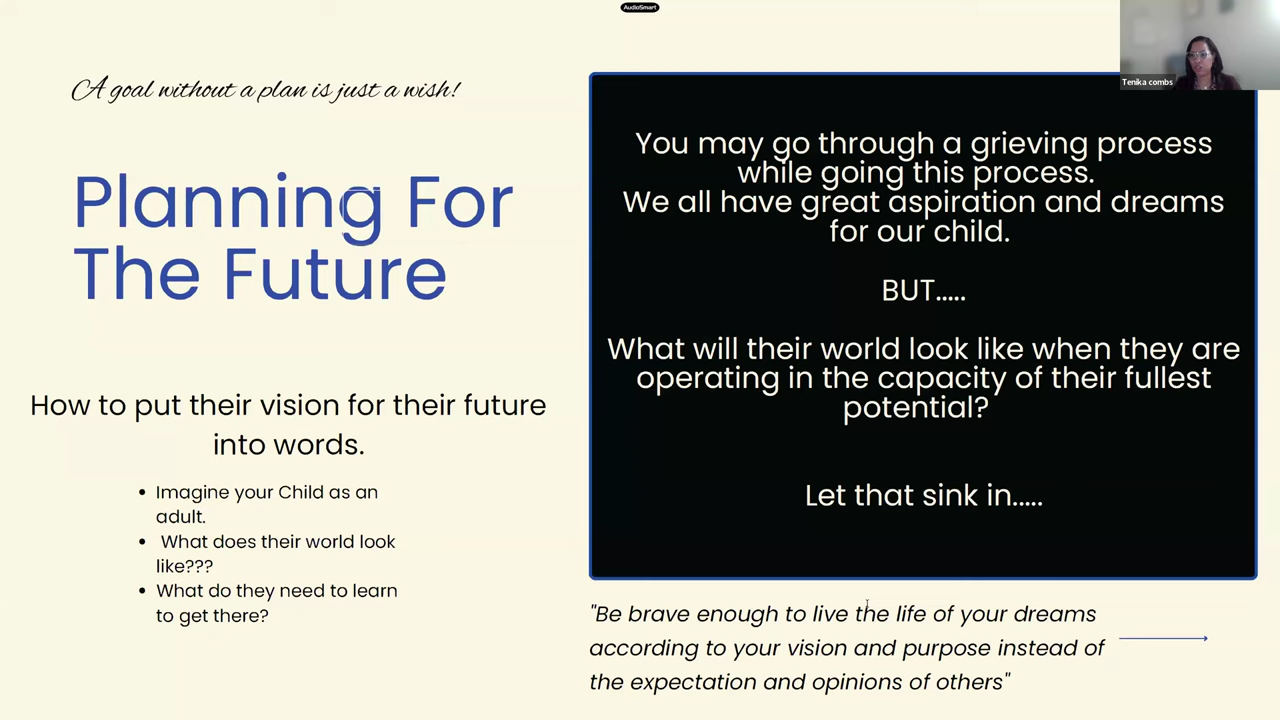 AudioSmart
Tenika combs
A goal without a plan is just a wish!
Planning For
The Future
How to put their vision for their future
into words.
• Imagine your Child as an
adult.
• What does their world look
like???
• What do they need to learn
to get there?
You may go through a grieving process
while going this process.
We all have great aspiration and dreams
for our child.
BUT.....
What will their world look like when they are
operating in the capacity of their fullest
potential?
Let that sink in.....
"Be brave enough to live the life of your dreams
according to your vision and purpose instead of
the expectation and opinions of others"